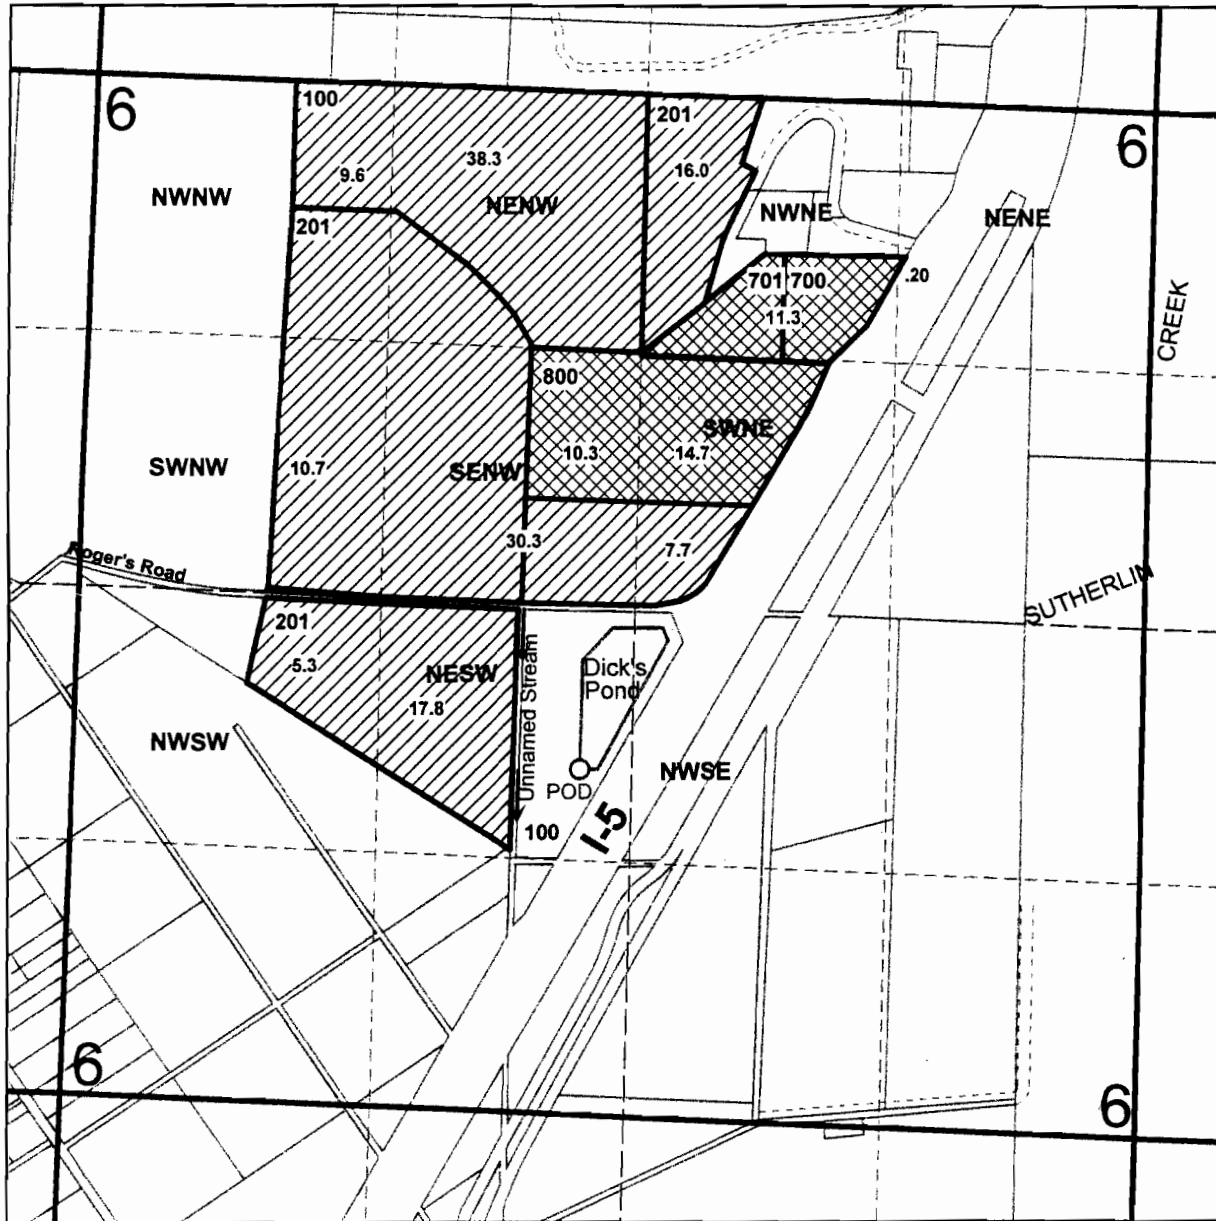 6
100
201
6
38.3
9.6
16.0
NWNW
NENW
NWNE
NENE
201
701 700
.20
11.3
CREEK
800
SWNE
10.3
14.7
SWNW
10.7
SENW
30.3
7.7
Roger's Road
SUTHERLIN
201
5.3
NESW
17.8
Unnamed Stream
Dick's
Pond
NWSW
NWSE
POD
100
I-5
6
6